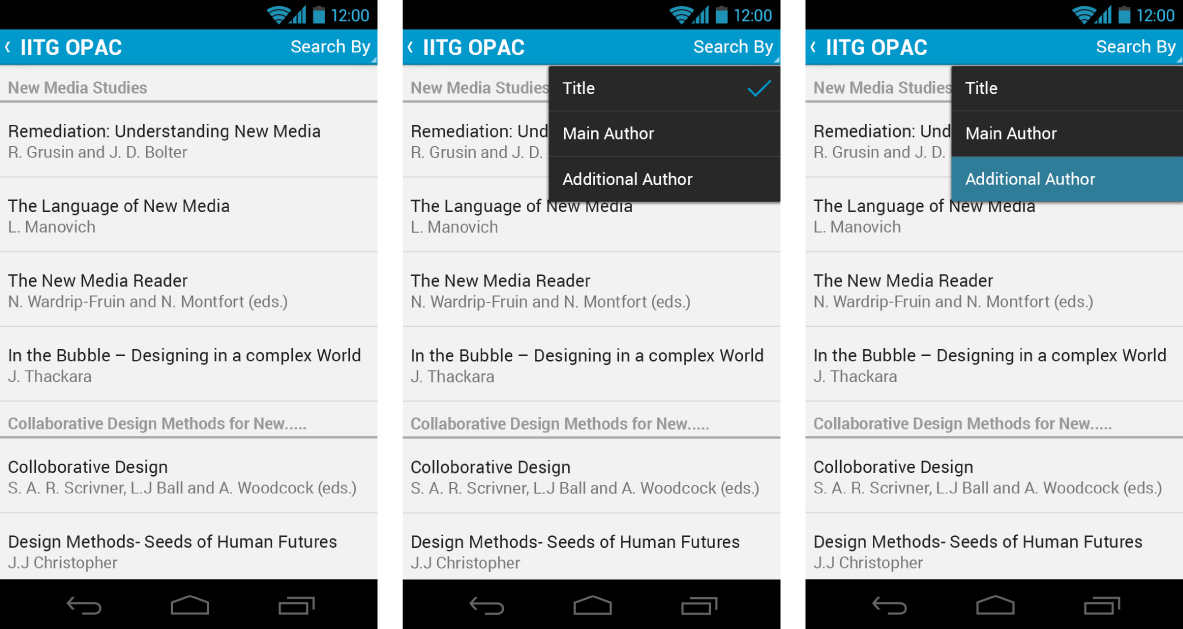 12:00
‹ IITG OPAC Search By
New Media Studies
Remediation: Understanding New Media
R. Grusin and J. D. Bolter
The Language of New Media
L. Manovich
The New Media Reader
N. Wardrip-Fruin and N. Montfort (eds.)
In the Bubble – Designing in a complex World
J. Thackara
Collaborative Design Methods for New.....
Colloborative Design
S. A. R. Scrivner, L.J Ball and A. Woodcock (eds.)
Design Methods- Seeds of Human Futures
J.J Christopher
12:00
‹ IITG OPAC Search By
New Media Studies
Title
Main Author
Additional Author
Remediation: Und
R. Grusin and J. D.
The Language of New Media
L. Manovich
The New Media Reader
N. Wardrip-Fruin and N. Montfort (eds.)
In the Bubble – Designing in a complex World
J. Thackara
Collaborative Design Methods for New.....
Colloborative Design
S. A. R. Scrivner, L.J Ball and A. Woodcock (eds.)
Design Methods- Seeds of Human Futures
J.J Christopher
12:00
‹ IITG OPAC Search By
New Media Studies
Title
Main Author
Additional Author
Remediation: Und
R. Grusin and J. D.
The Language of New Media
L. Manovich
The New Media Reader
N. Wardrip-Fruin and N. Montfort (eds.)
In the Bubble – Designing in a complex World
J. Thackara
Collaborative Design Methods for New.....
Colloborative Design
S. A. R. Scrivner, L.J Ball and A. Woodcock (eds.)
Design Methods- Seeds of Human Futures
J.J Christopher